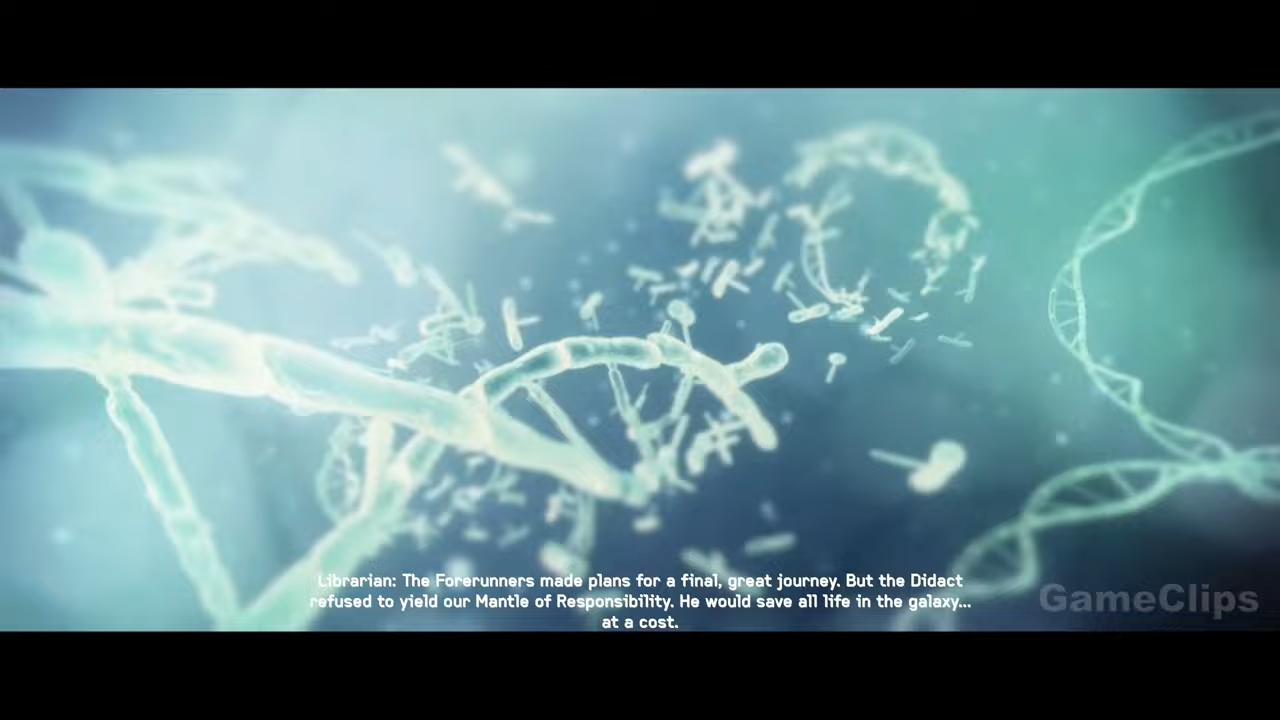 Librarian: The Forerunners made plans for a final, great journey. But the Didact
refused to yield our Mantle of Responsibility. He would save all life in the galaxy...
at a cost.
GameClips